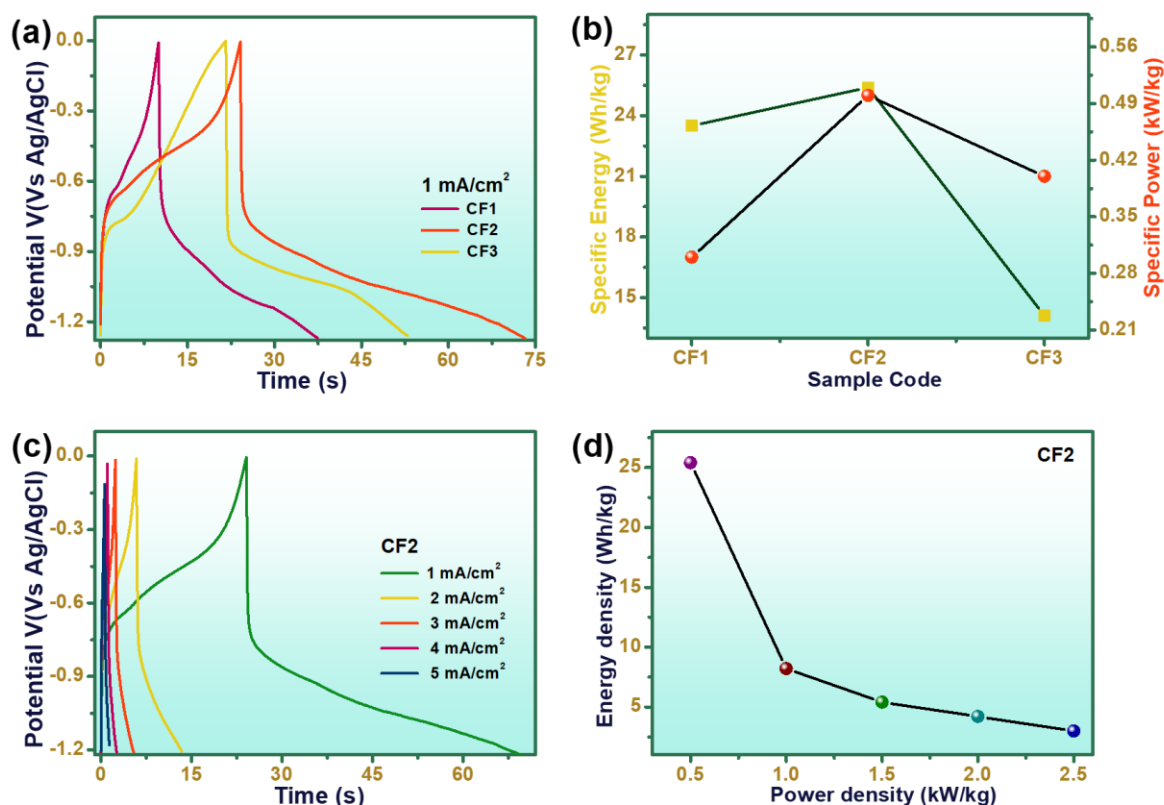 (a)
Potential V(Vs Ag/AgCl)
0.0
-0.3
-0.6
-0.9
-1.2
1 mA/cm²
CF1
CF2
CF3
0 15 30 45 60 75
Time (s)
(b)
Specific Energy (Wh/kg)
27
25
23
21
19
17
15
0.56
0.49
0.42
0.35
0.28
0.21
Specific Power (kW/kg)
CF1 CF2 CF3
Sample Code
(c)
Potential V(Vs Ag/AgCl)
0.0
-0.3
-0.6
-0.9
-1.2
CF2
1 mA/cm²
2 mA/cm²
3 mA/cm²
4 mA/cm²
5 mA/cm²
0 15 30 45 60
Time (s)
(d)
CF2
Energy density (Wh/kg)
25
20
15
10
5
0.5 1.0 1.5 2.0 2.5
Power density (kW/kg)